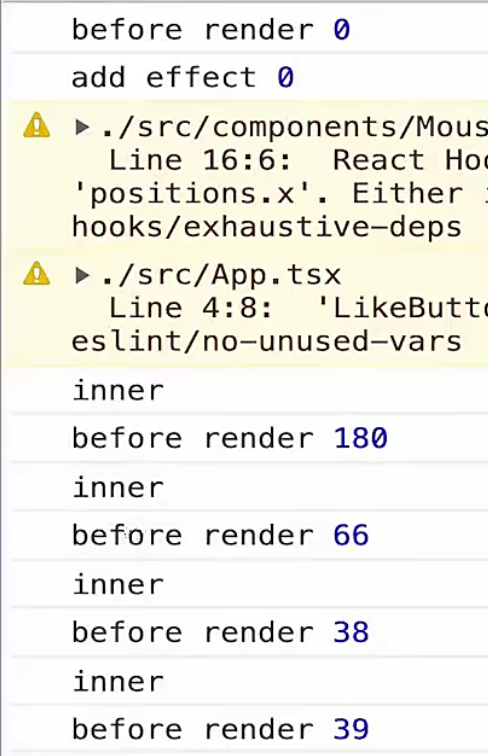 before render 0
add effect 0
▶./src/components/Mous
Line 16:6: React Hoo
'positions.x'. Either i
hooks/exhaustive-deps
▶./src/App.tsx
Line 4:8: 'LikeButto
eslint/no-unused-vars
inner
before render 180
inner
before render 66
inner
before render 38
inner
before render 39